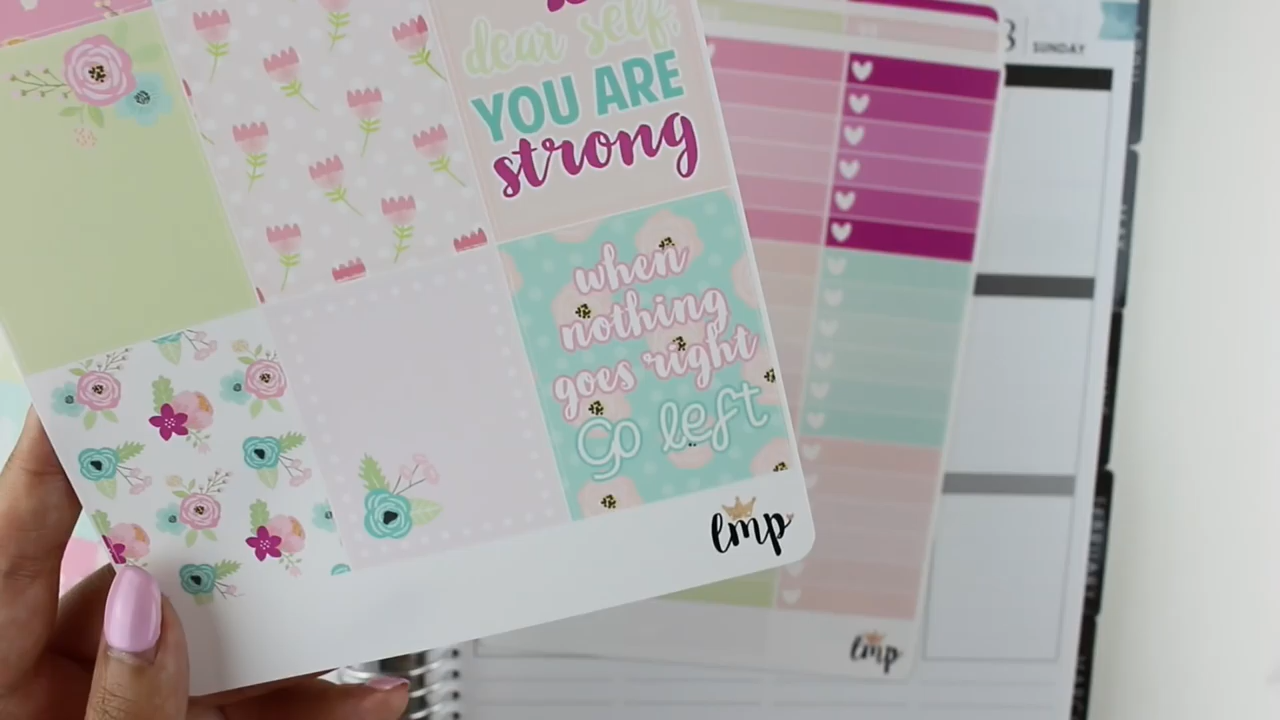 dear self,
YOU ARE
strong
when
nothing
goes right
Go left
lmp
SUNDAY
lmp